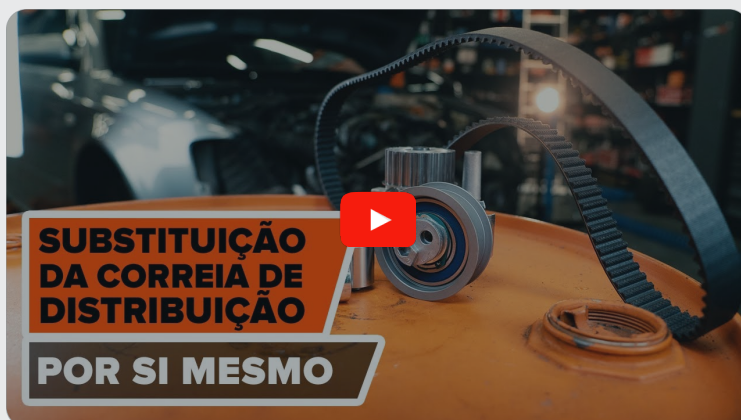 SUBSTITUIÇÃO
DA CORREIA DE
DISTRIBUIÇÃO
POR SI MESMO